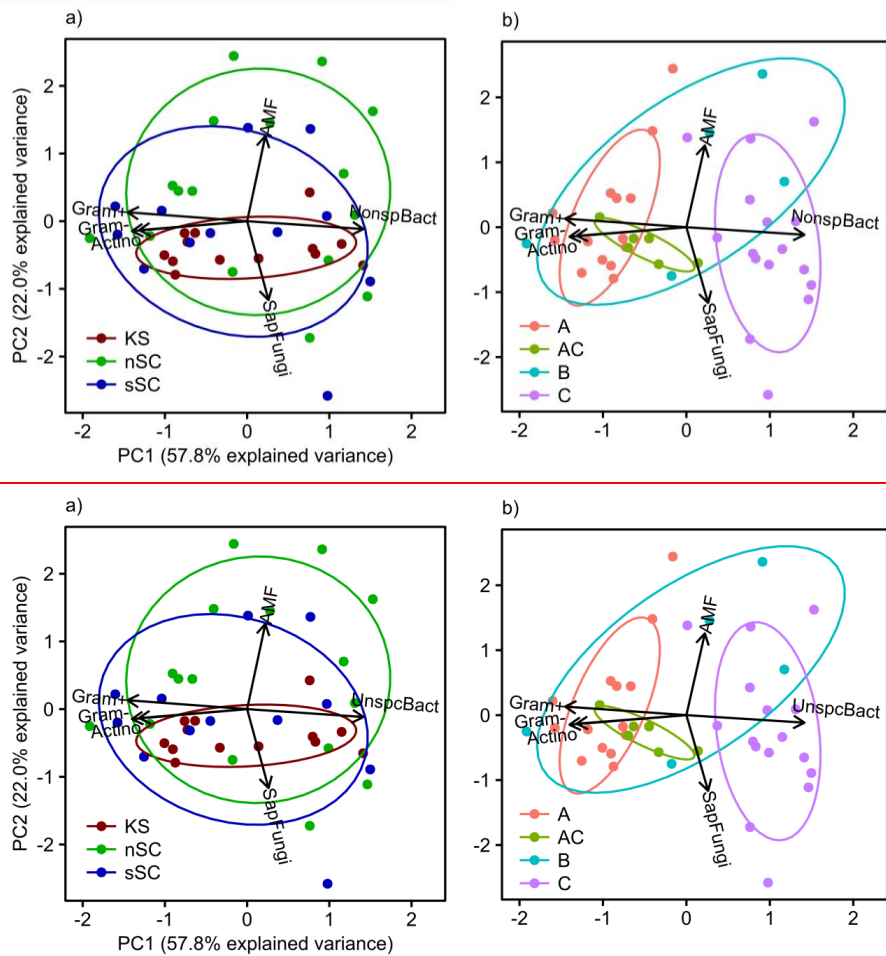 a)
PC2 (22.0% explained variance)
2
1
0
-1
-2
AMF
Gram+
Gram-
Actino
NonspBact
SapFungi
KS
nSC
sSC
-2 -1 0 1 2
PC1 (57.8% explained variance)
b)
2
1
0
-1
-2
AMF
Gram+
Gram-
Actino
NonspBact
SapFungi
A
AC
B
C
-2 -1 0 1 2
a)
PC2 (22.0% explained variance)
2
1
0
-1
-2
AMF
Gram+
Gram-
Actino
UnspcBact
SapFungi
KS
nSC
sSC
-2 -1 0 1 2
PC1 (57.8% explained variance)
b)
2
1
0
-1
-2
AMF
Gram+
Gram-
Actino
UnspcBact
SapFungi
A
AC
B
C
-2 -1 0 1 2